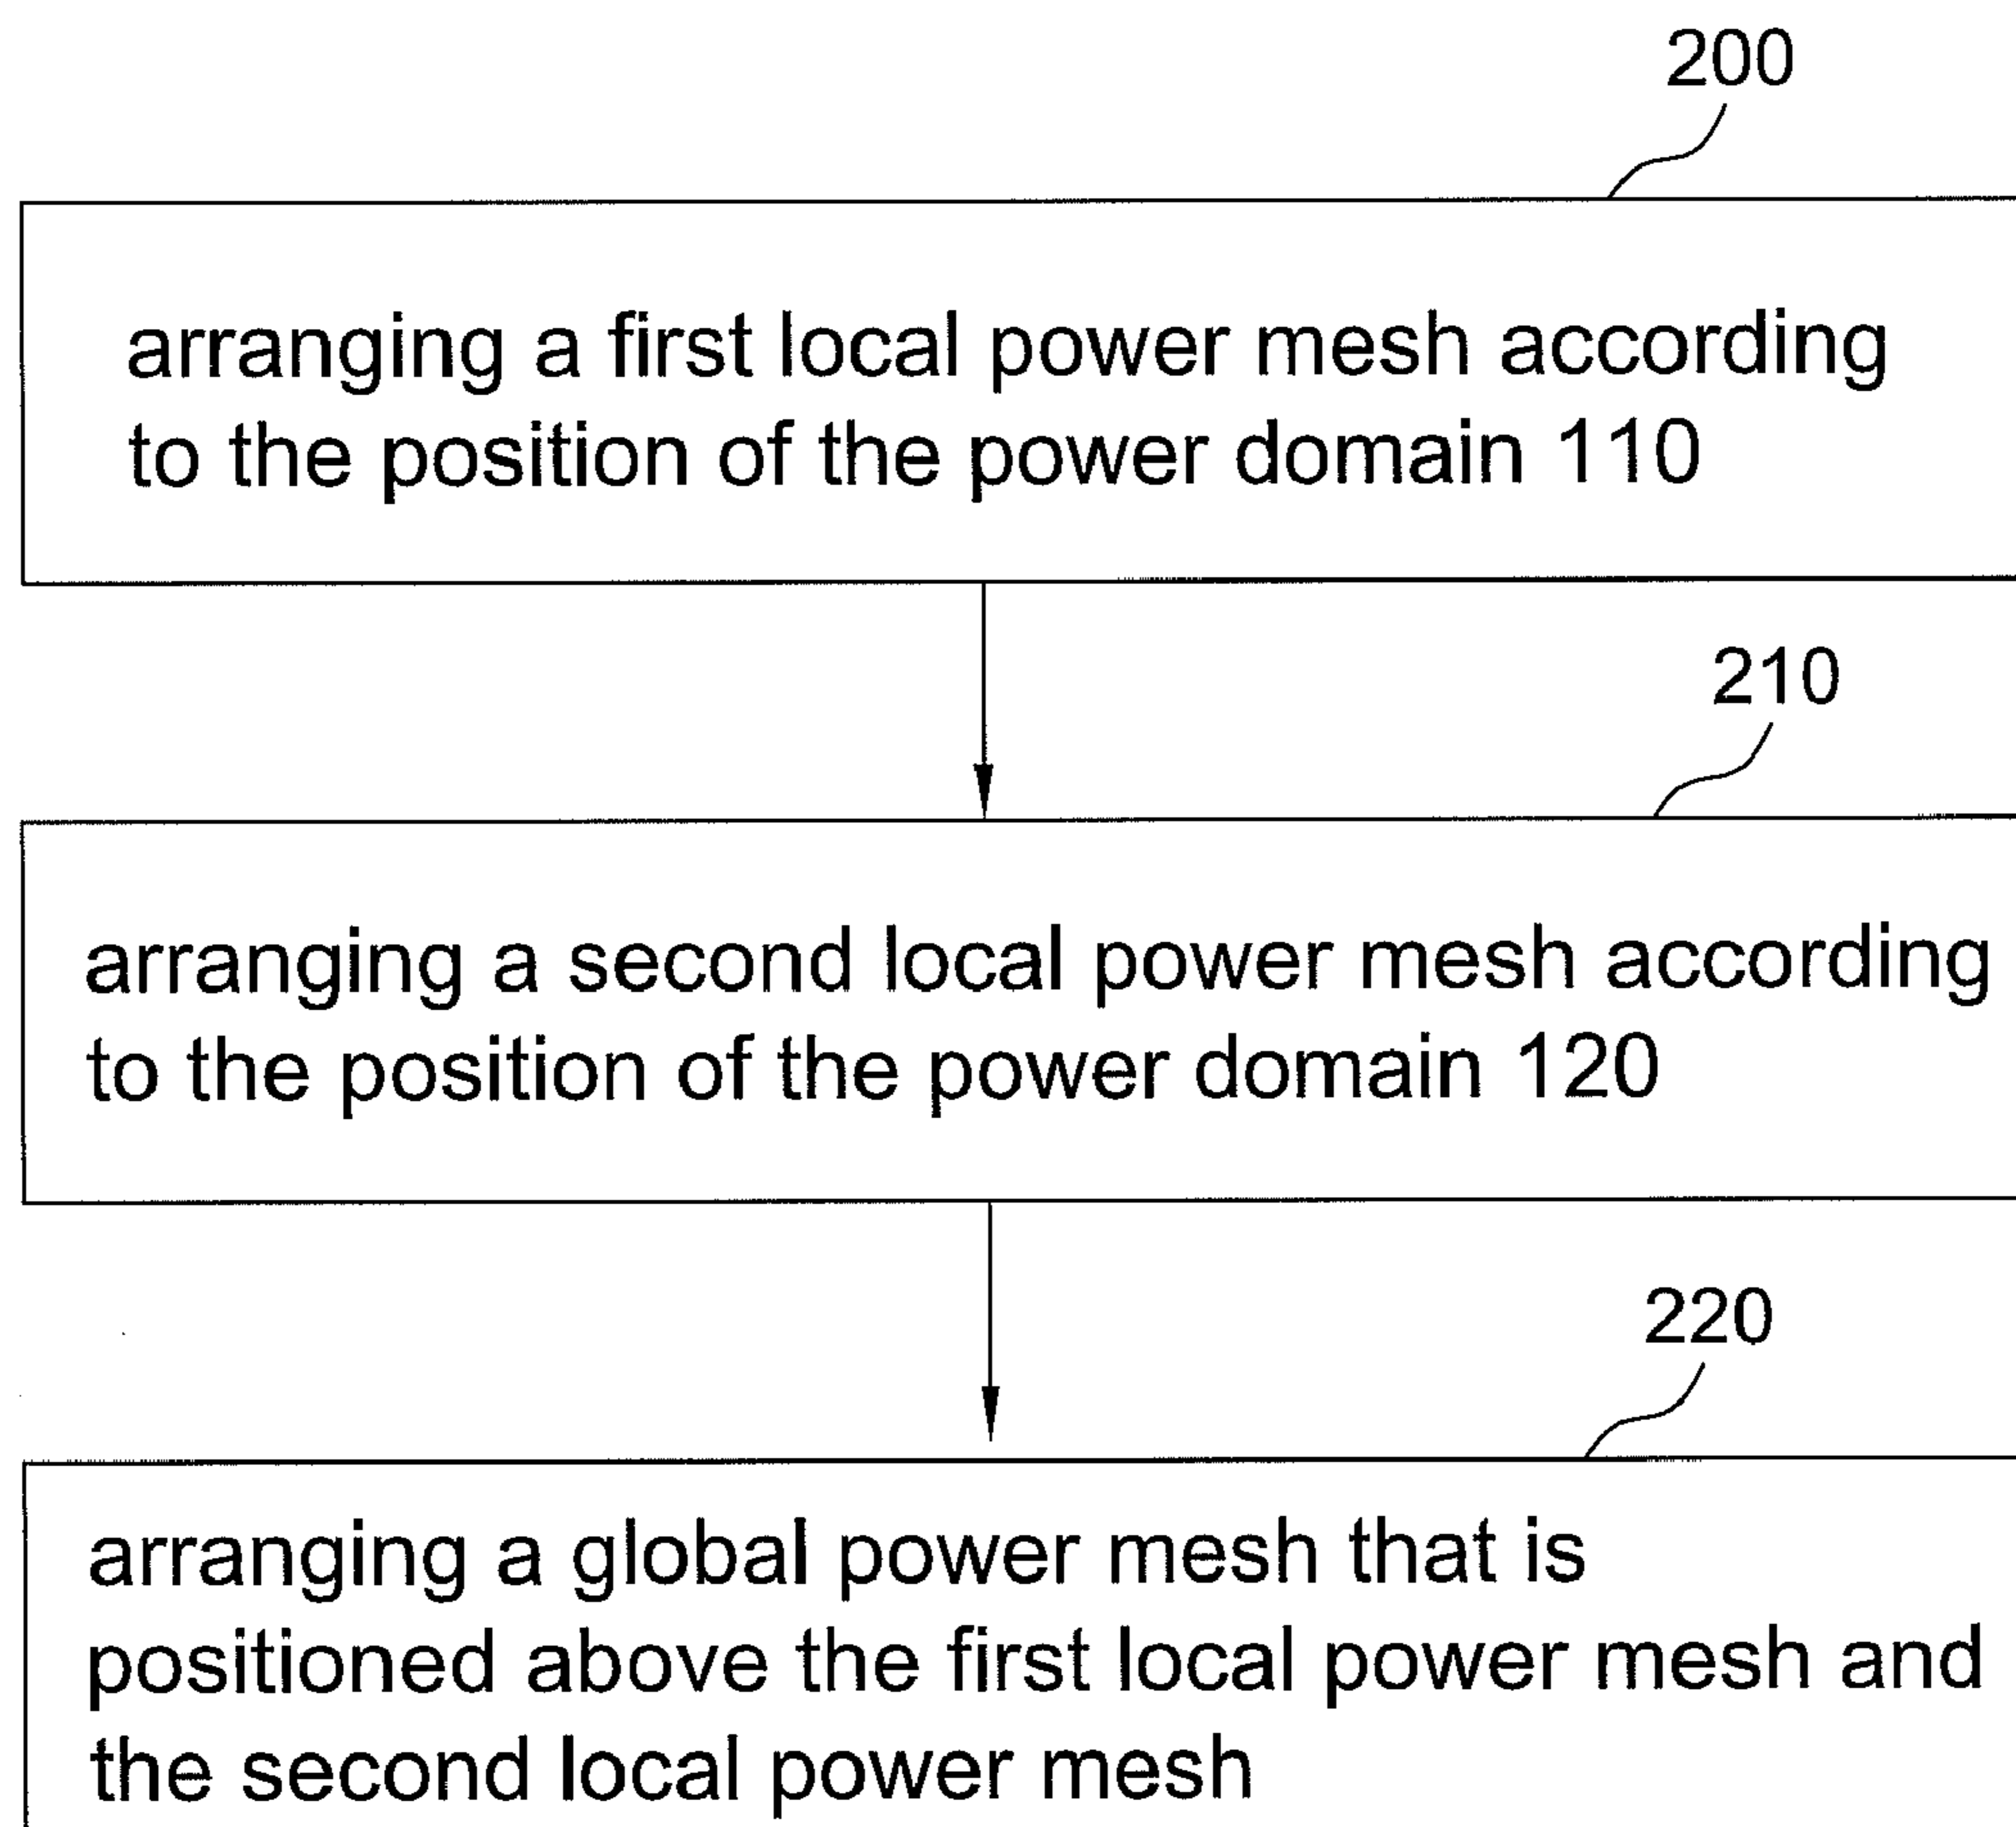 200
arranging a first local power mesh according
to the position of the power domain 110
210
arranging a second local power mesh according
to the position of the power domain 120
220
arranging a global power mesh that is
positioned above the first local power mesh and
the second local power mesh